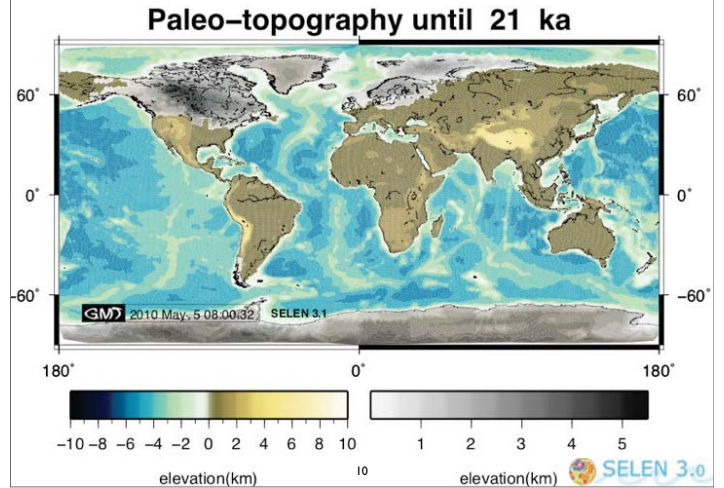 Paleo−topography until 21 ka
60˚ 60˚
0˚ 0˚
−60˚ −60˚
GMD 2010 May. 5 08:00:32 SELEN 3.1
180˚ 0˚ 180˚
−10 −8 −6 −4 −2 0 2 4 6 8 10
1 2 3 4 5
elevation(km) 10 elevation(km) SELEN 3.0